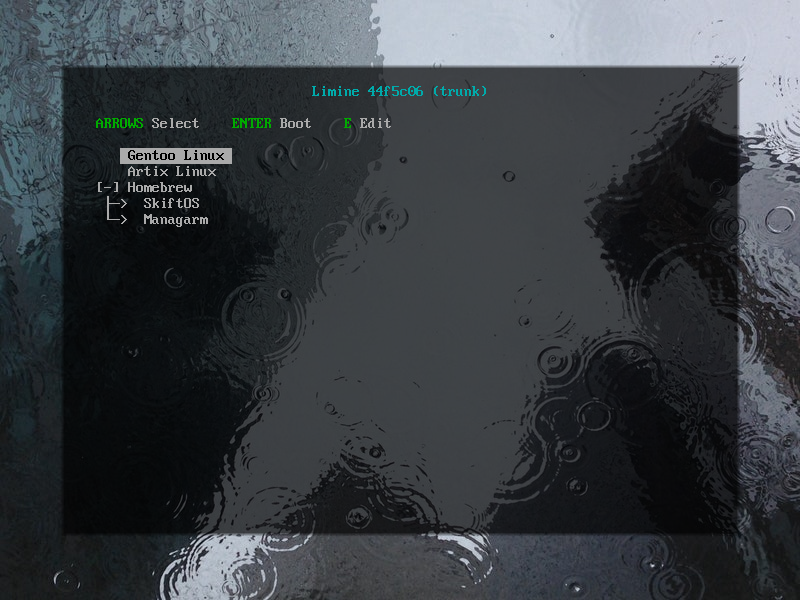 Limine 44f5c06 (trunk)
ARROWS Select    ENTER Boot    E Edit
Gentoo Linux
Artix Linux
[-] Homebrew
├─> SkiftOS
└─> Managarm